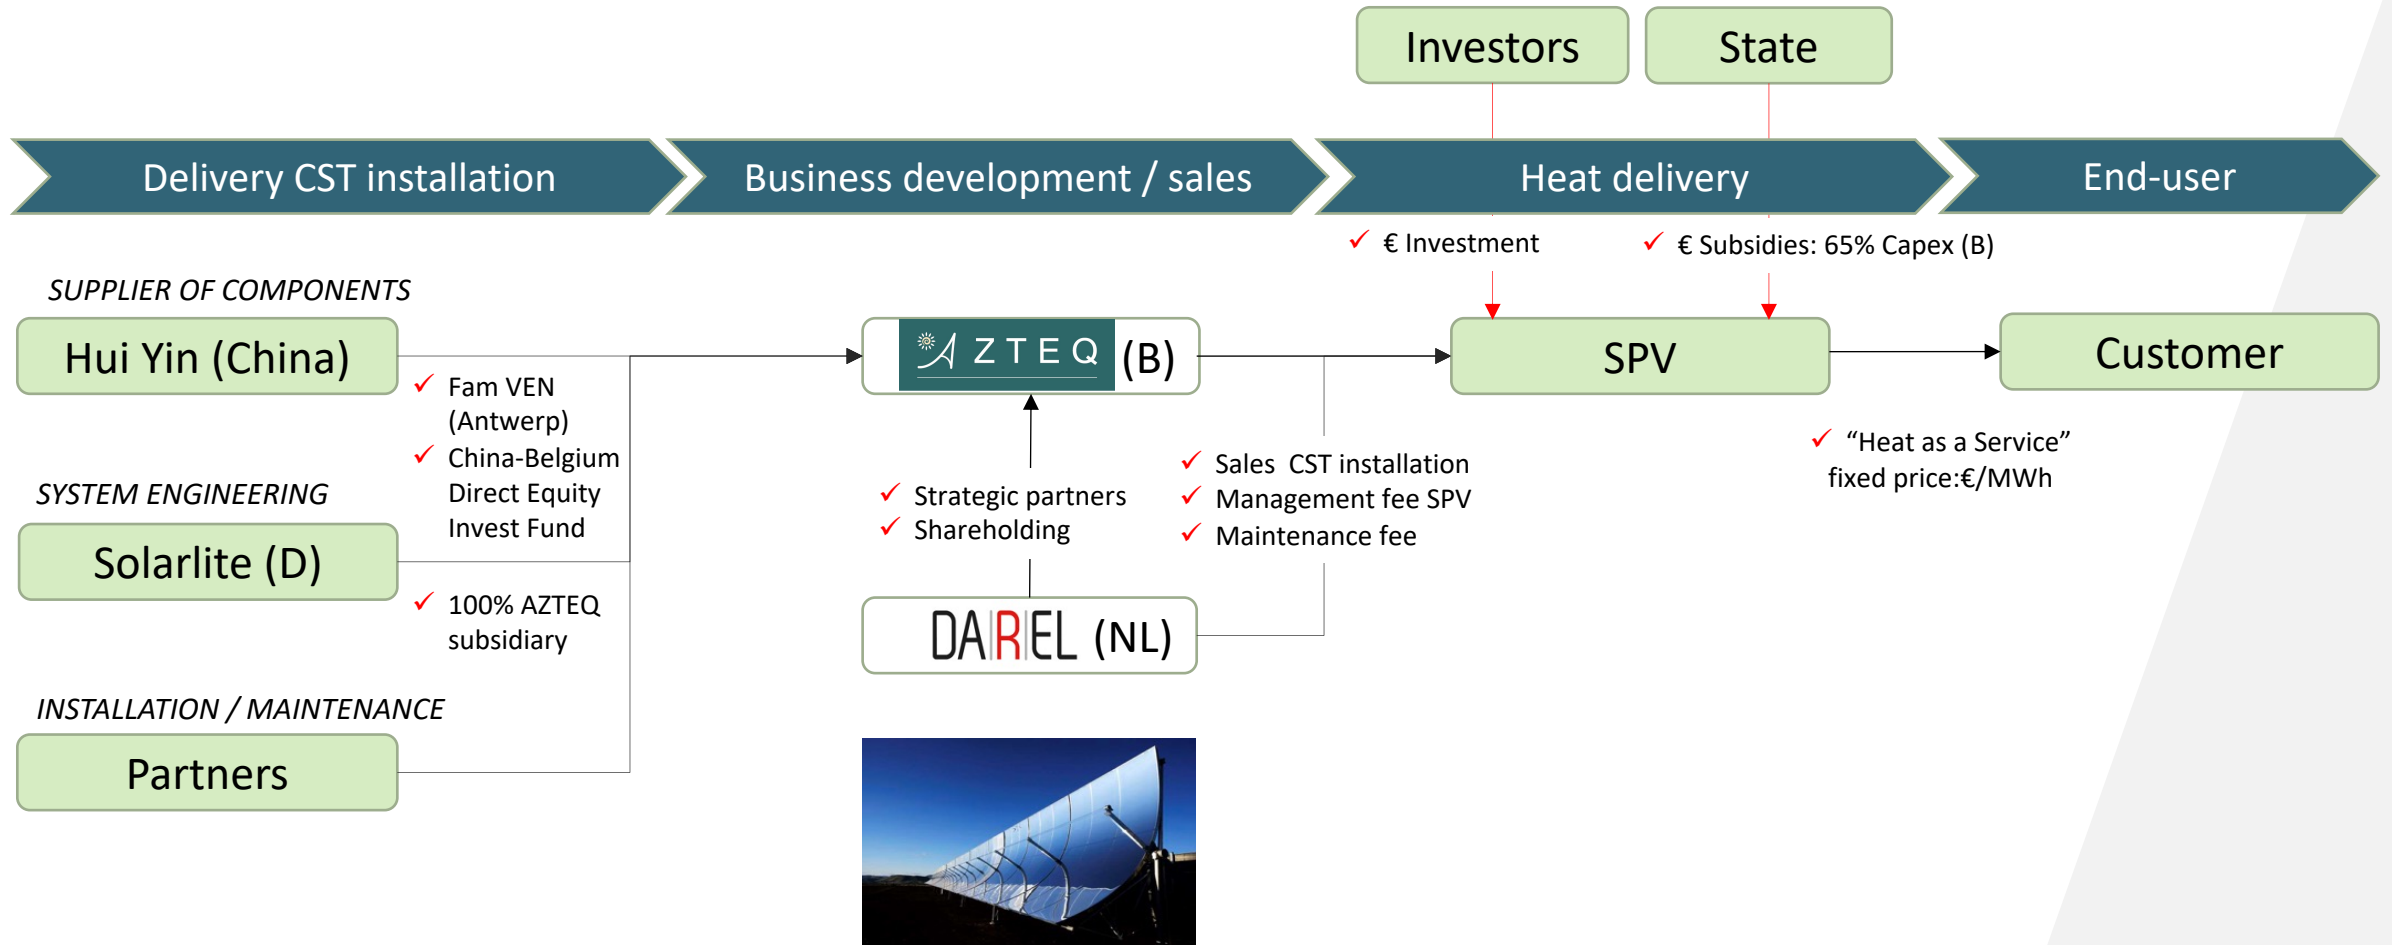 Investors
State
Delivery CST installation
Business development / sales
Heat delivery
End-user
✓ € Investment
✓ € Subsidies: 65% Capex (B)
SUPPLIER OF COMPONENTS
Hui Yin (China)
✓ Fam VEN
(Antwerp)
✓ China-Belgium
Direct Equity
Invest Fund
SYSTEM ENGINEERING
Solarlite (D)
✓ 100% AZTEQ
subsidiary
INSTALLATION / MAINTENANCE
Partners
AZTEQ (B)
✓ Strategic partners
✓ Shareholding
DAREL (NL)
✓ Sales CST installation
✓ Management fee SPV
✓ Maintenance fee
SPV
Customer
✓ “Heat as a Service”
fixed price:€/MWh